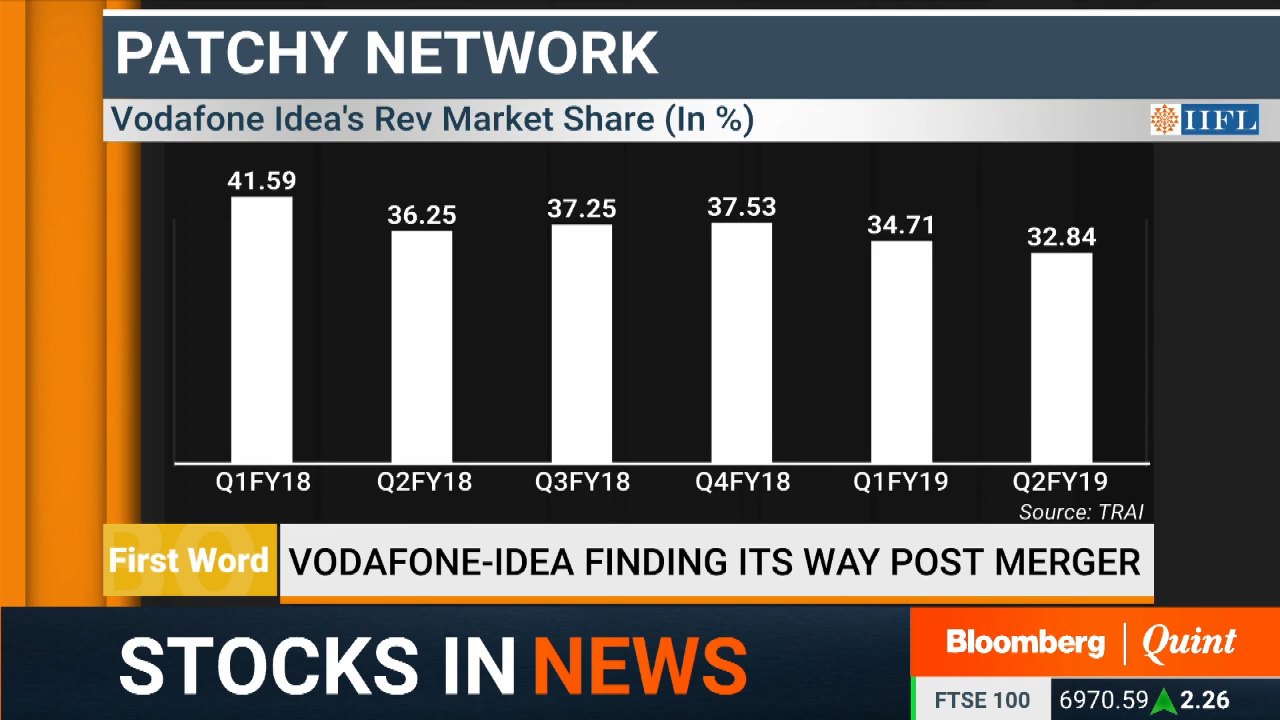 PATCHY NETWORK
Vodafone Idea's Rev Market Share (In %)
IIFL
41.59
36.25
37.25
37.53
34.71
32.84
Q1FY18
Q2FY18
Q3FY18
Q4FY18
Q1FY19
Q2FY19
Source: TRAI
First Word
VODAFONE-IDEA FINDING ITS WAY POST MERGER
STOCKS IN NEWS
Bloomberg | Quint
FTSE 100 6970.59 2.26